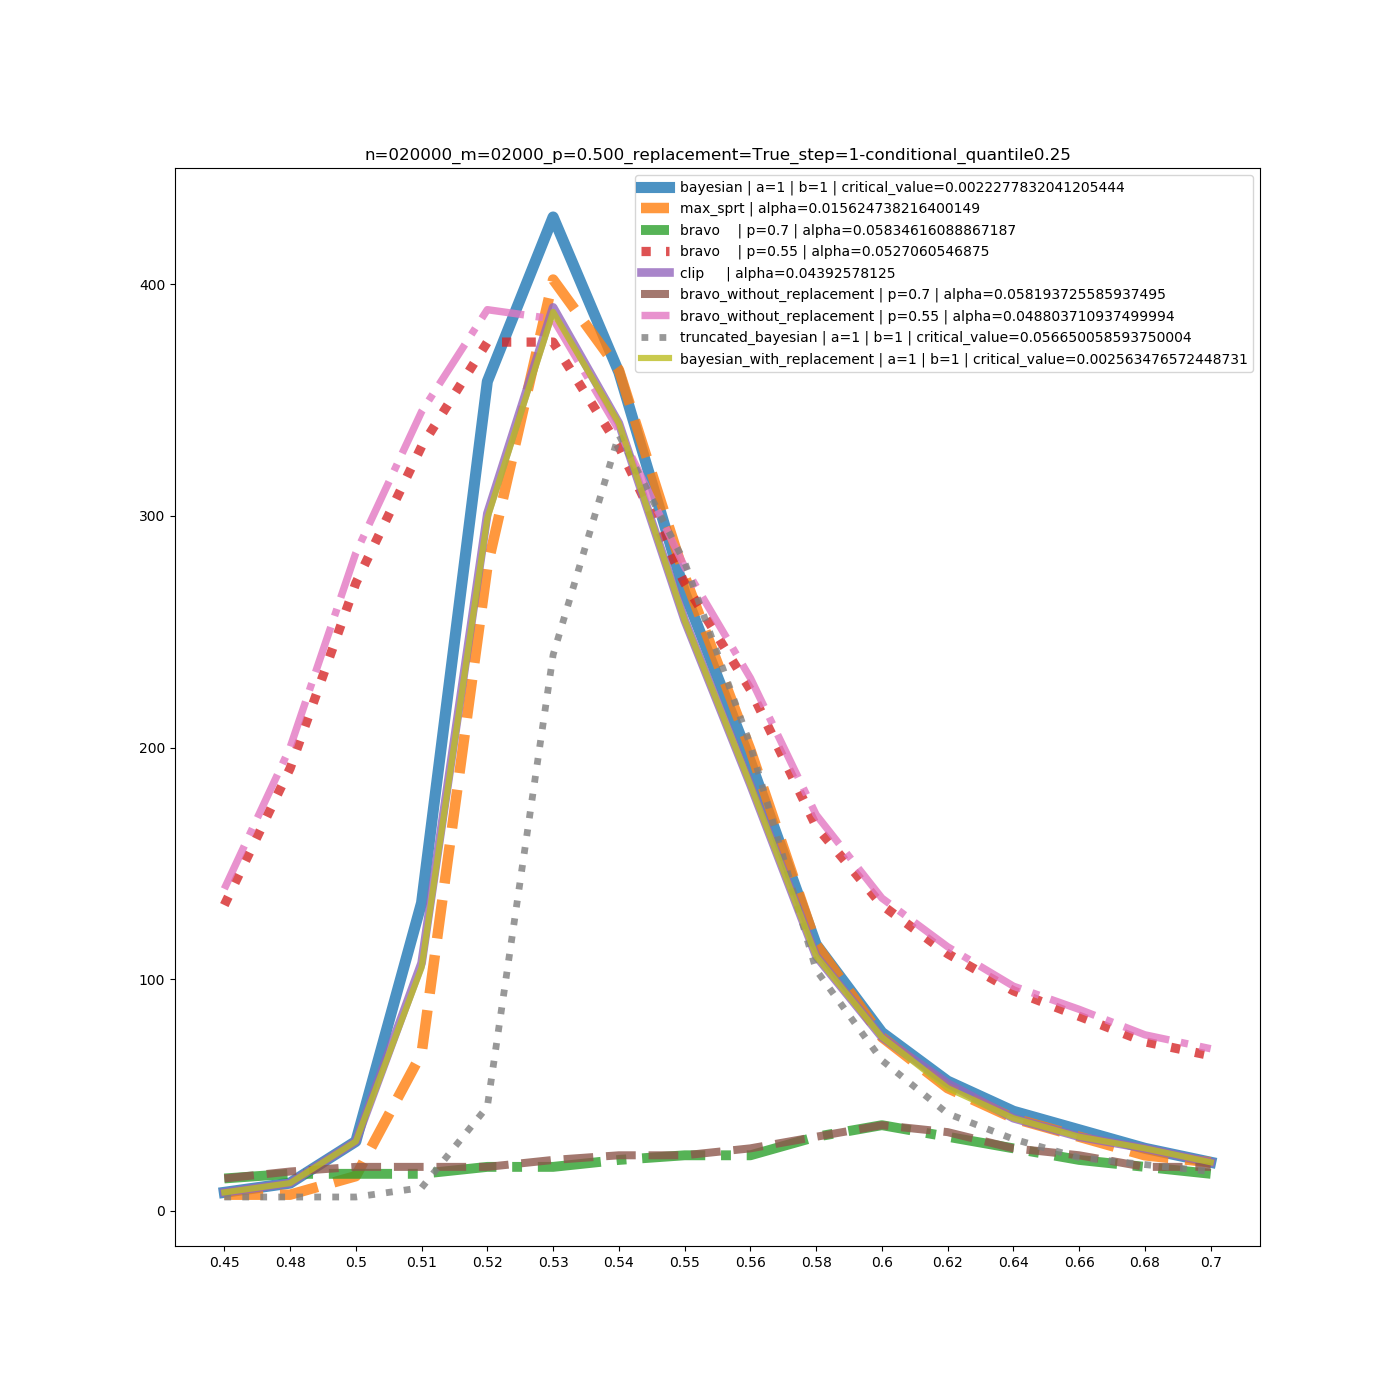 n=020000_m=02000_p=0.500_replacement=True_step=1-conditional_quantile0.25
bayesian | a=1 | b=1 | critical_value=0.0022277832041205444
max_sprt | alpha=0.015624738216400149
bravo | p=0.7 | alpha=0.05834616088867187
bravo | p=0.55 | alpha=0.0527060546875
clip | alpha=0.04392578125
bravo_without_replacement | p=0.7 | alpha=0.058193725585937495
bravo_without_replacement | p=0.55 | alpha=0.048803710937499994
truncated_bayesian | a=1 | b=1 | critical_value=0.056650058593750004
bayesian_with_replacement | a=1 | b=1 | critical_value=0.002563476572448731
400
300
200
100
0
0.45 0.48 0.5 0.51 0.52 0.53 0.54 0.55 0.56 0.58 0.6 0.62 0.64 0.66 0.68 0.7